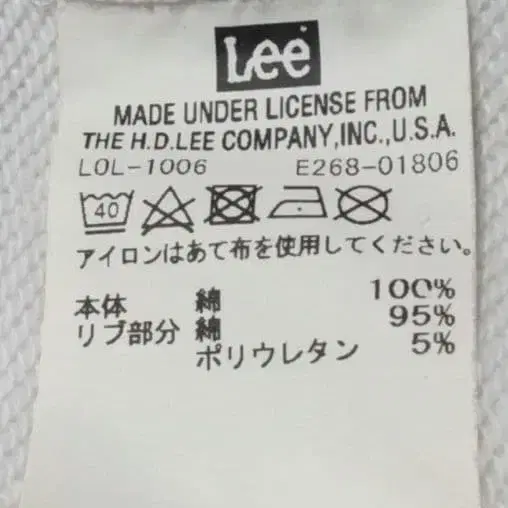 Lee
MADE UNDER LICENSE FROM
THE H.D.LEE COMPANY,INC.,U.S.A.
LOL-1006 E268-01806
40
アイロンはあて布を使用してください。
本体 綿 100%
リブ部分 綿 95%
ポリウレタン 5%